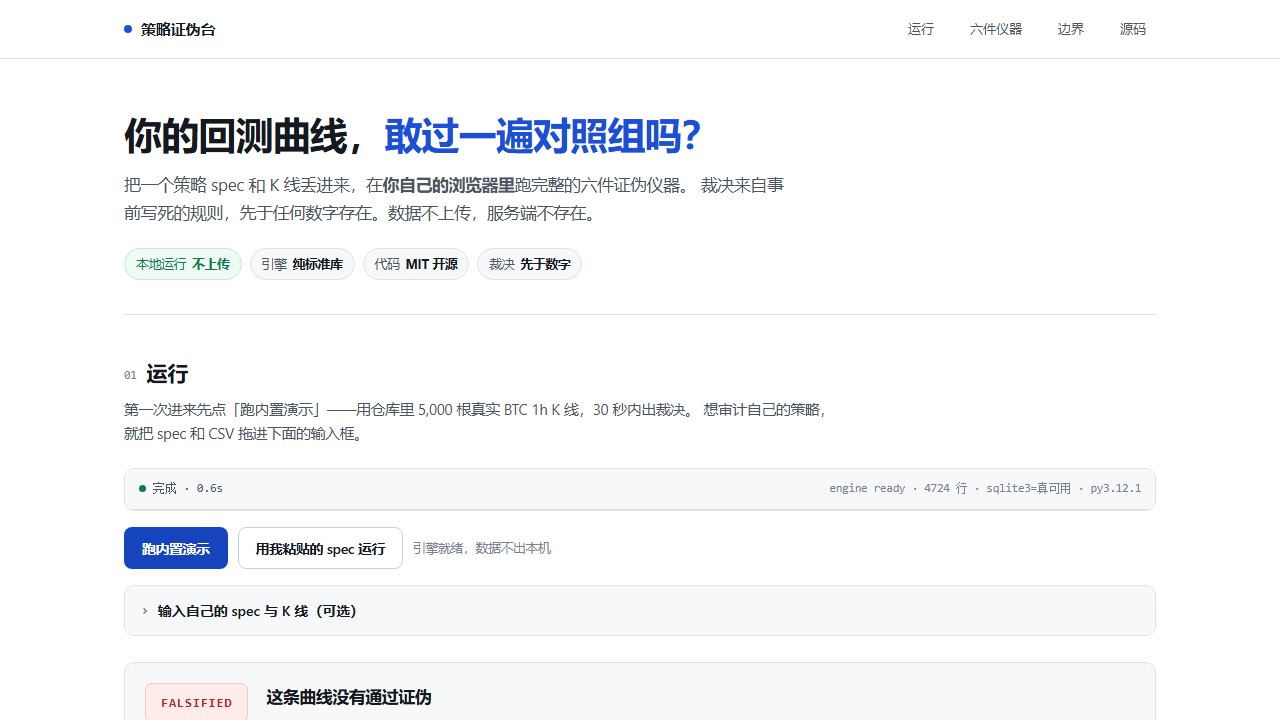 策略证伪台
运行
六件仪器
边界
源码
你的回测曲线，敢过一遍对照组吗？
把一个策略 spec 和 K 线丢进来，在你自己的浏览器里跑完整的六件证伪仪器。 裁决来自事
前写死的规则，先于任何数字存在。数据不上传，服务端不存在。
本地运行 不上传
引擎 纯标准库
代码 MIT 开源
裁决 先于数字
01 运行
第一次进来先点「跑内置演示」——用仓库里 5,000 根真实 BTC 1h K 线，30 秒内出裁决。 想审计自己的策略，
就把 spec 和 CSV 拖进下面的输入框。
完成 · 0.6s
engine ready · 4724 行 · sqlite3=真可用 · py3.12.1
跑内置演示
用我粘贴的 spec 运行
引擎就绪，数据不出本机
› 输入自己的 spec 与 K 线（可选）
FALSIFIED
这条曲线没有通过证伪